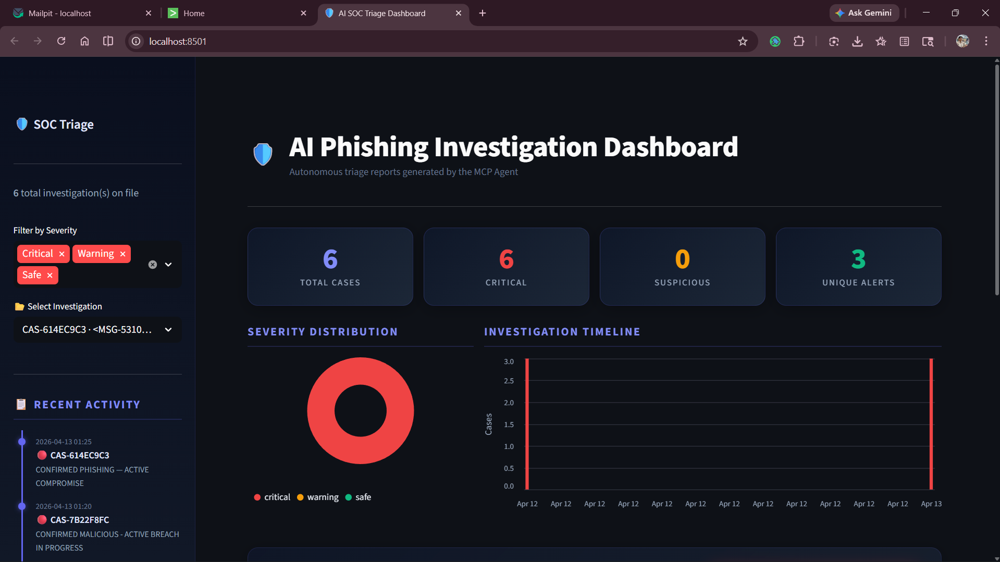 Mailpit - localhost
Home
AI SOC Triage Dashboard
Ask Gemini
localhost:8501
SOC Triage
6 total investigation(s) on file
Filter by Severity
Critical
Warning
Safe
Select Investigation
CAS-614EC9C3 · <MSG-5310...
RECENT ACTIVITY
2026-04-13 01:25
CAS-614EC9C3
CONFIRMED PHISHING — ACTIVE
COMPROMISE
2026-04-13 01:20
CAS-7B22F8FC
CONFIRMED MALICIOUS - ACTIVE BREACH
IN PROGRESS
AI Phishing Investigation Dashboard
Autonomous triage reports generated by the MCP Agent
6
TOTAL CASES
6
CRITICAL
0
SUSPICIOUS
3
UNIQUE ALERTS
SEVERITY DISTRIBUTION
critical
warning
safe
INVESTIGATION TIMELINE
Cases
3.0
2.5
2.0
1.5
1.0
0.5
0.0
Apr 12 Apr 12 Apr 12 Apr 12 Apr 12 Apr 12 Apr 12 Apr 12 Apr 12 Apr 12 Apr 12 Apr 12 Apr 13